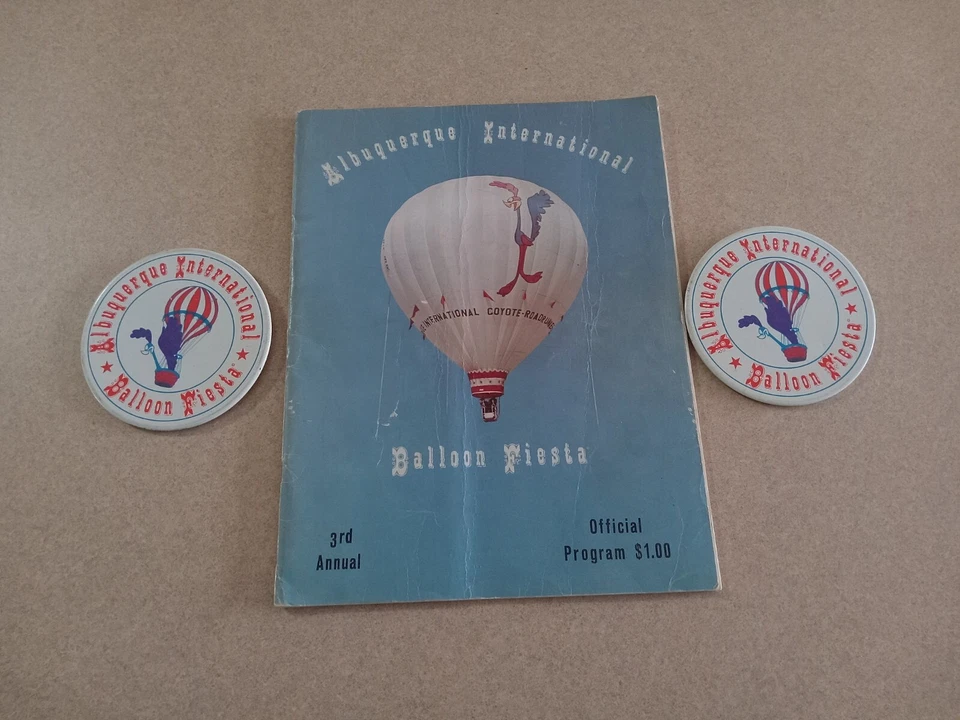 Albuquerque International
INTERNATIONAL COYOTE-ROADRUNNER
Balloon Fiesta
3rd
Annual
Official
Program $1.00
Albuquerque International
Balloon Fiesta
Albuquerque International
Balloon Fiesta